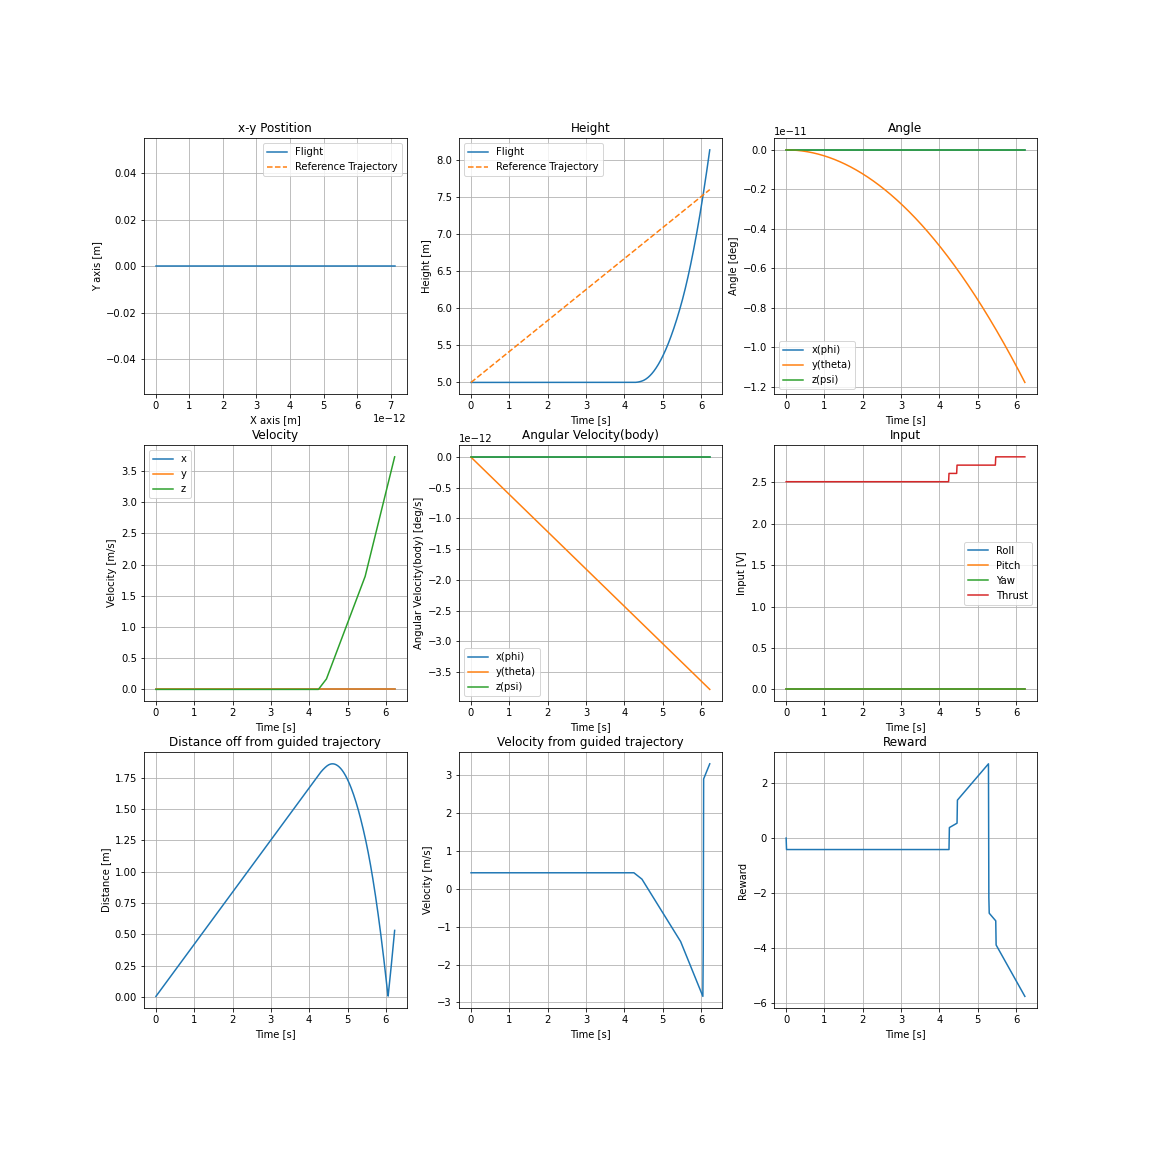 x-y Postition
Flight
Reference Trajectory
0.04
0.02
0.00
−0.02
−0.04
Y axis [m]
0 1 2 3 4 5 6 7
X axis [m]
1e−12
Height
Flight
Reference Trajectory
8.0
7.5
7.0
6.5
6.0
5.5
5.0
Height [m]
0 1 2 3 4 5 6
Time [s]
Angle
1e−11
0.0
−0.2
−0.4
−0.6
−0.8
−1.0
−1.2
Angle [deg]
x(phi)
y(theta)
z(psi)
0 1 2 3 4 5 6
Time [s]
Velocity
x
y
z
3.5
3.0
2.5
2.0
1.5
1.0
0.5
0.0
Velocity [m/s]
0 1 2 3 4 5 6
Time [s]
Angular Velocity(body)
1e−12
0.0
−0.5
−1.0
−1.5
−2.0
−2.5
−3.0
−3.5
Angular Velocity(body) [deg/s]
x(phi)
y(theta)
z(psi)
0 1 2 3 4 5 6
Time [s]
Input
2.5
2.0
1.5
1.0
0.5
0.0
Input [V]
Roll
Pitch
Yaw
Thrust
0 1 2 3 4 5 6
Time [s]
Distance off from guided trajectory
1.75
1.50
1.25
1.00
0.75
0.50
0.25
0.00
Distance [m]
0 1 2 3 4 5 6
Time [s]
Velocity from guided trajectory
3
2
1
0
−1
−2
−3
Velocity [m/s]
0 1 2 3 4 5 6
Time [s]
Reward
2
0
−2
−4
−6
Reward
0 1 2 3 4 5 6
Time [s]